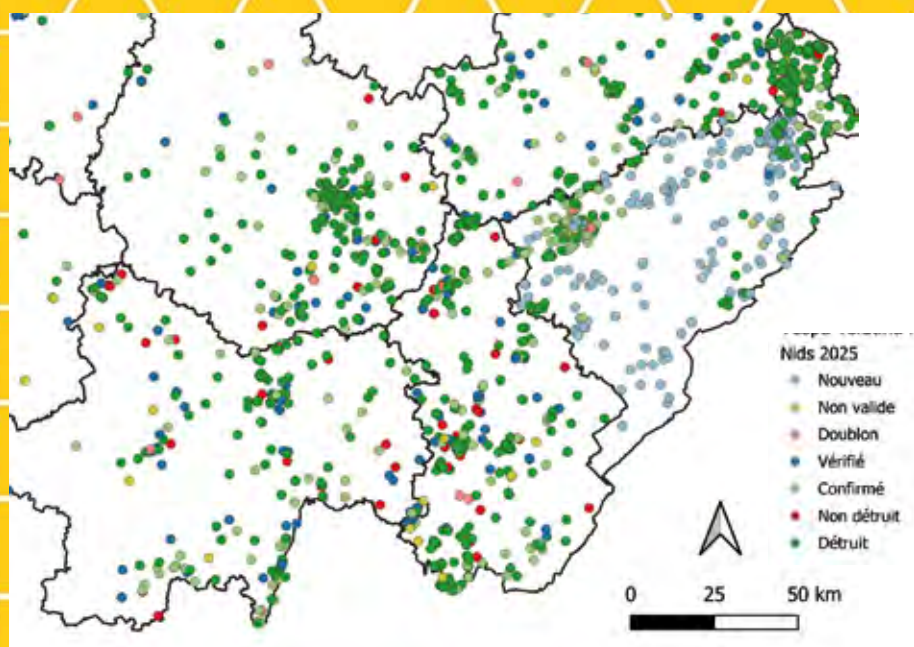 Nids 2025
Nouveau
Non valide
Doublon
Vérifié
Confirmé
Non détruit
Détruit
0 25 50 km